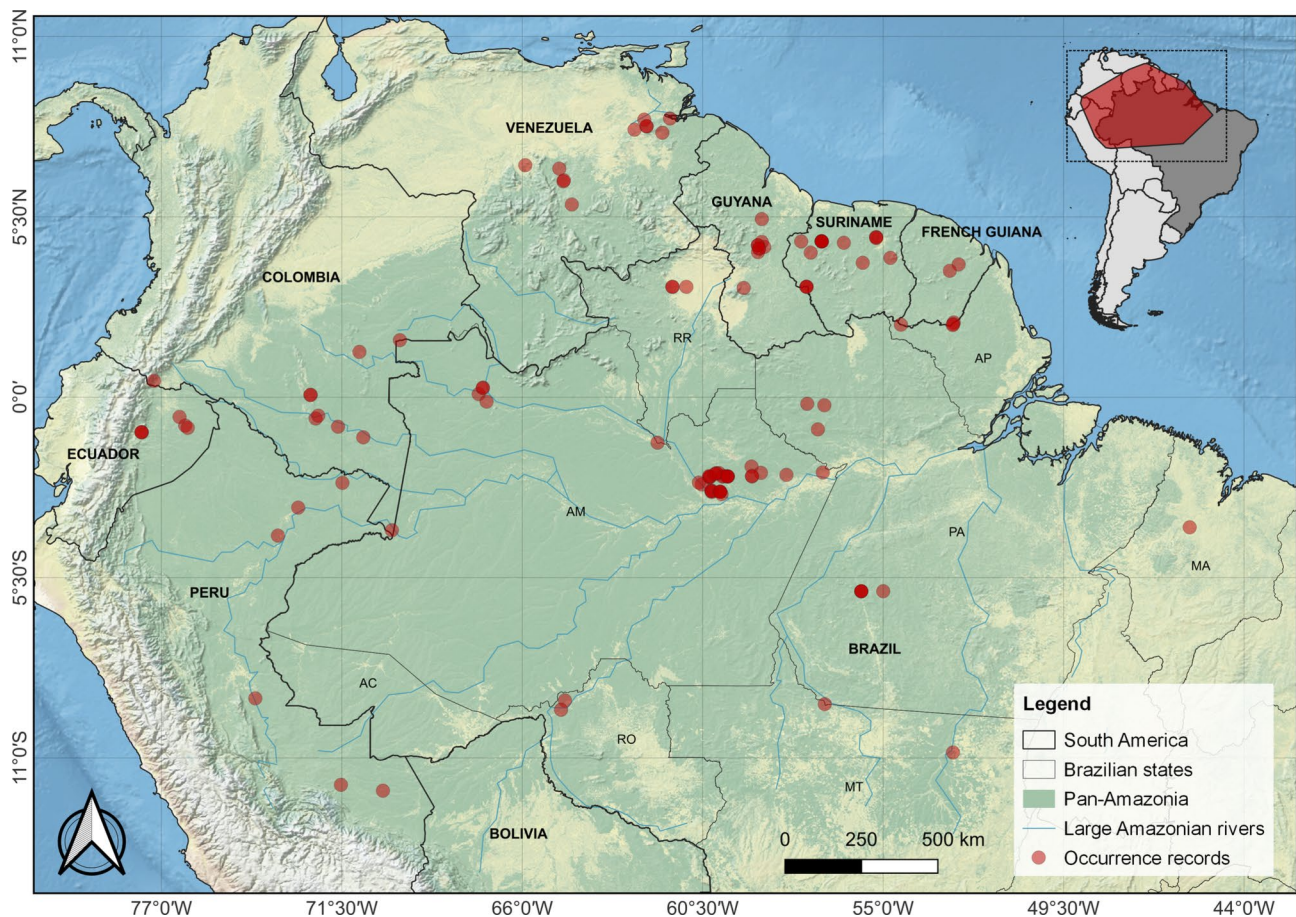 11°0'N
5°30'N
0°0'
5°30'S
11°0'S
VENEZUELA
GUYANA
SURINAME
FRENCH GUIANA
COLOMBIA
RR
AP
ECUADOR
AM
PA
MA
PERU
BRAZIL
AC
RO
MT
BOLIVIA
Legend
South America
Brazilian states
Pan-Amazonia
Large Amazonian rivers
Occurrence records
0 250 500 km
77°0'W 71°30'W 66°0'W 60°30'W 55°0'W 49°30'W 44°0'W